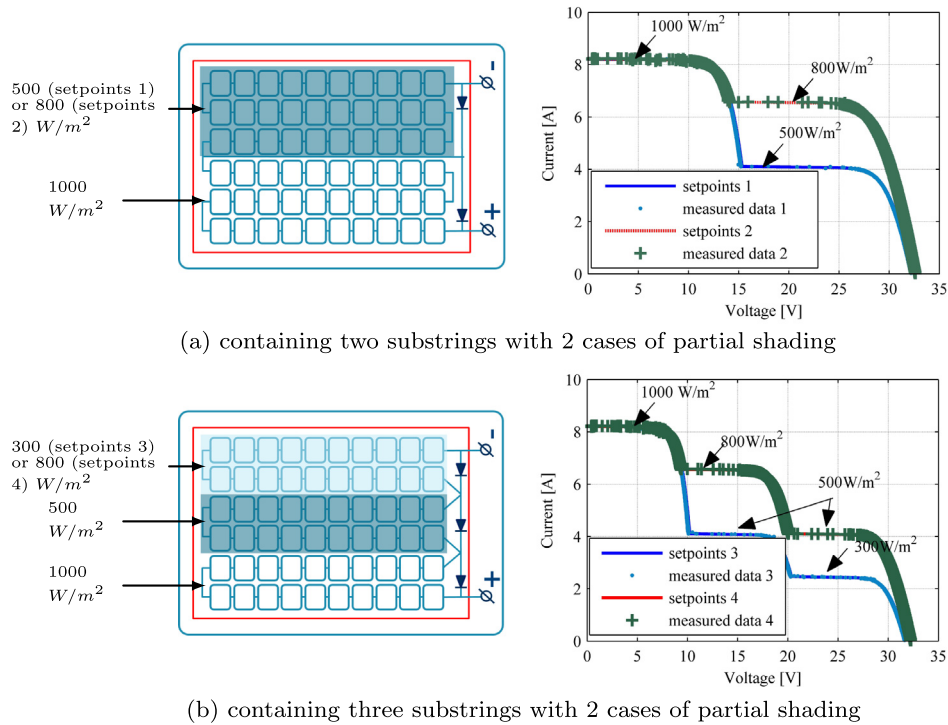 500 (setpoints 1)
or 800 (setpoints
2) W/m²
1000
W/m²
-
+
10
8
6
4
2
0
Current [A]
1000 W/m²
800W/m²
500W/m²
setpoints 1
measured data 1
setpoints 2
measured data 2
0 5 10 15 20 25 30 35
Voltage [V]
(a) containing two substrings with 2 cases of partial shading
300 (setpoints 3)
or 800 (setpoints
4) W/m²
500
W/m²
1000
W/m²
-
+
10
8
6
4
2
0
Current [A]
1000 W/m²
800W/m²
500W/m²
300W/m²
setpoints 3
measured data 3
setpoints 4
measured data 4
0 5 10 15 20 25 30 35
Voltage [V]
(b) containing three substrings with 2 cases of partial shading